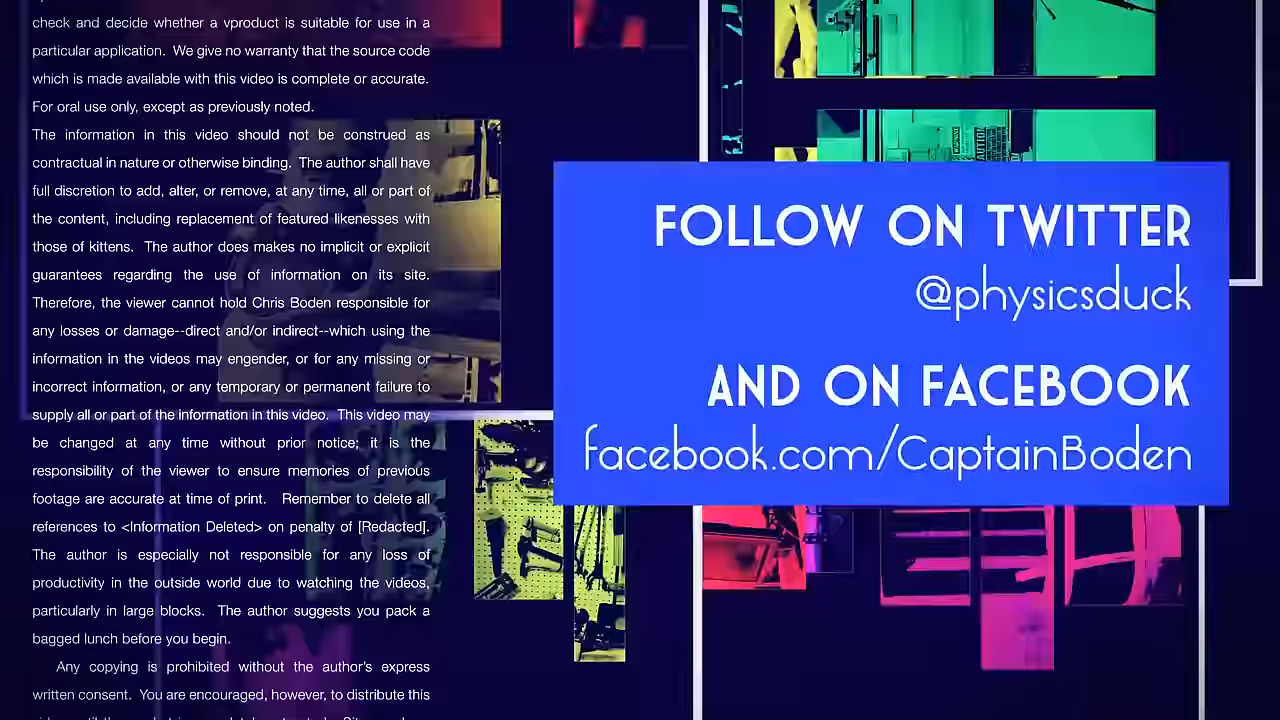 check and decide whether a vproduct is suitable for use in a
particular application. We give no warranty that the source code
which is made available with this video is complete or accurate.
For oral use only, except as previously noted.
The information in this video should not be construed as
contractual in nature or otherwise binding. The author shall have
full discretion to add, alter, or remove, at any time, all or part of
the content, including replacement of featured likenesses with
those of kittens. The author does makes no implicit or explicit
guarantees regarding the use of information on its site.
Therefore, the viewer cannot hold Chris Boden responsible for
any losses or damage--direct and/or indirect--which using the
information in the videos may engender, or for any missing or
incorrect information, or any temporary or permanent failure to
supply all or part of the information in this video. This video may
be changed at any time without prior notice; it is the
responsibility of the viewer to ensure memories of previous
footage are accurate at time of print. Remember to delete all
references to <Information Deleted> on penalty of [Redacted].
The author is especially not responsible for any loss of
productivity in the outside world due to watching the videos,
particularly in large blocks. The author suggests you pack a
bagged lunch before you begin.
Any copying is prohibited without the author's express
written consent. You are encouraged, however, to distribute this
CAUTION
FOLLOW ON TWITTER
@physicsduck
AND ON FACEBOOK
facebook.com/CaptainBoden